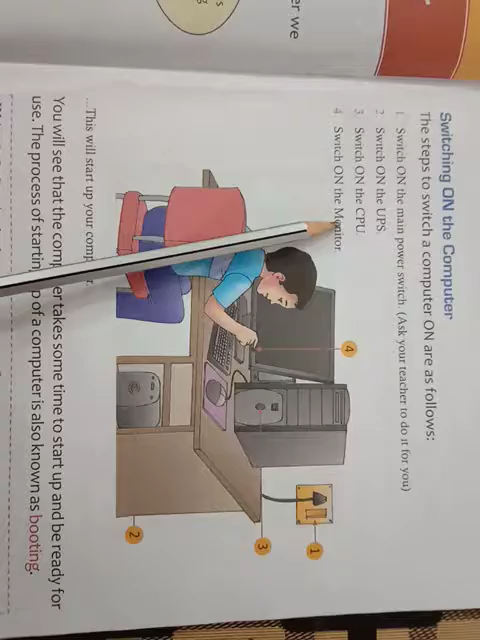 er we
Switching ON the Computer
The steps to switch a computer ON are as follows:
1 Switch ON the main power switch (Ask your teacher to do it for you)
2 Switch ON the UPS.
3 Switch ON the CPU.
4 Switch ON the Monitor.
4
1
3
2
...This will start up your
You will see that the takes some time to start up and be ready for
use. The process of of a computer is also known as booting.